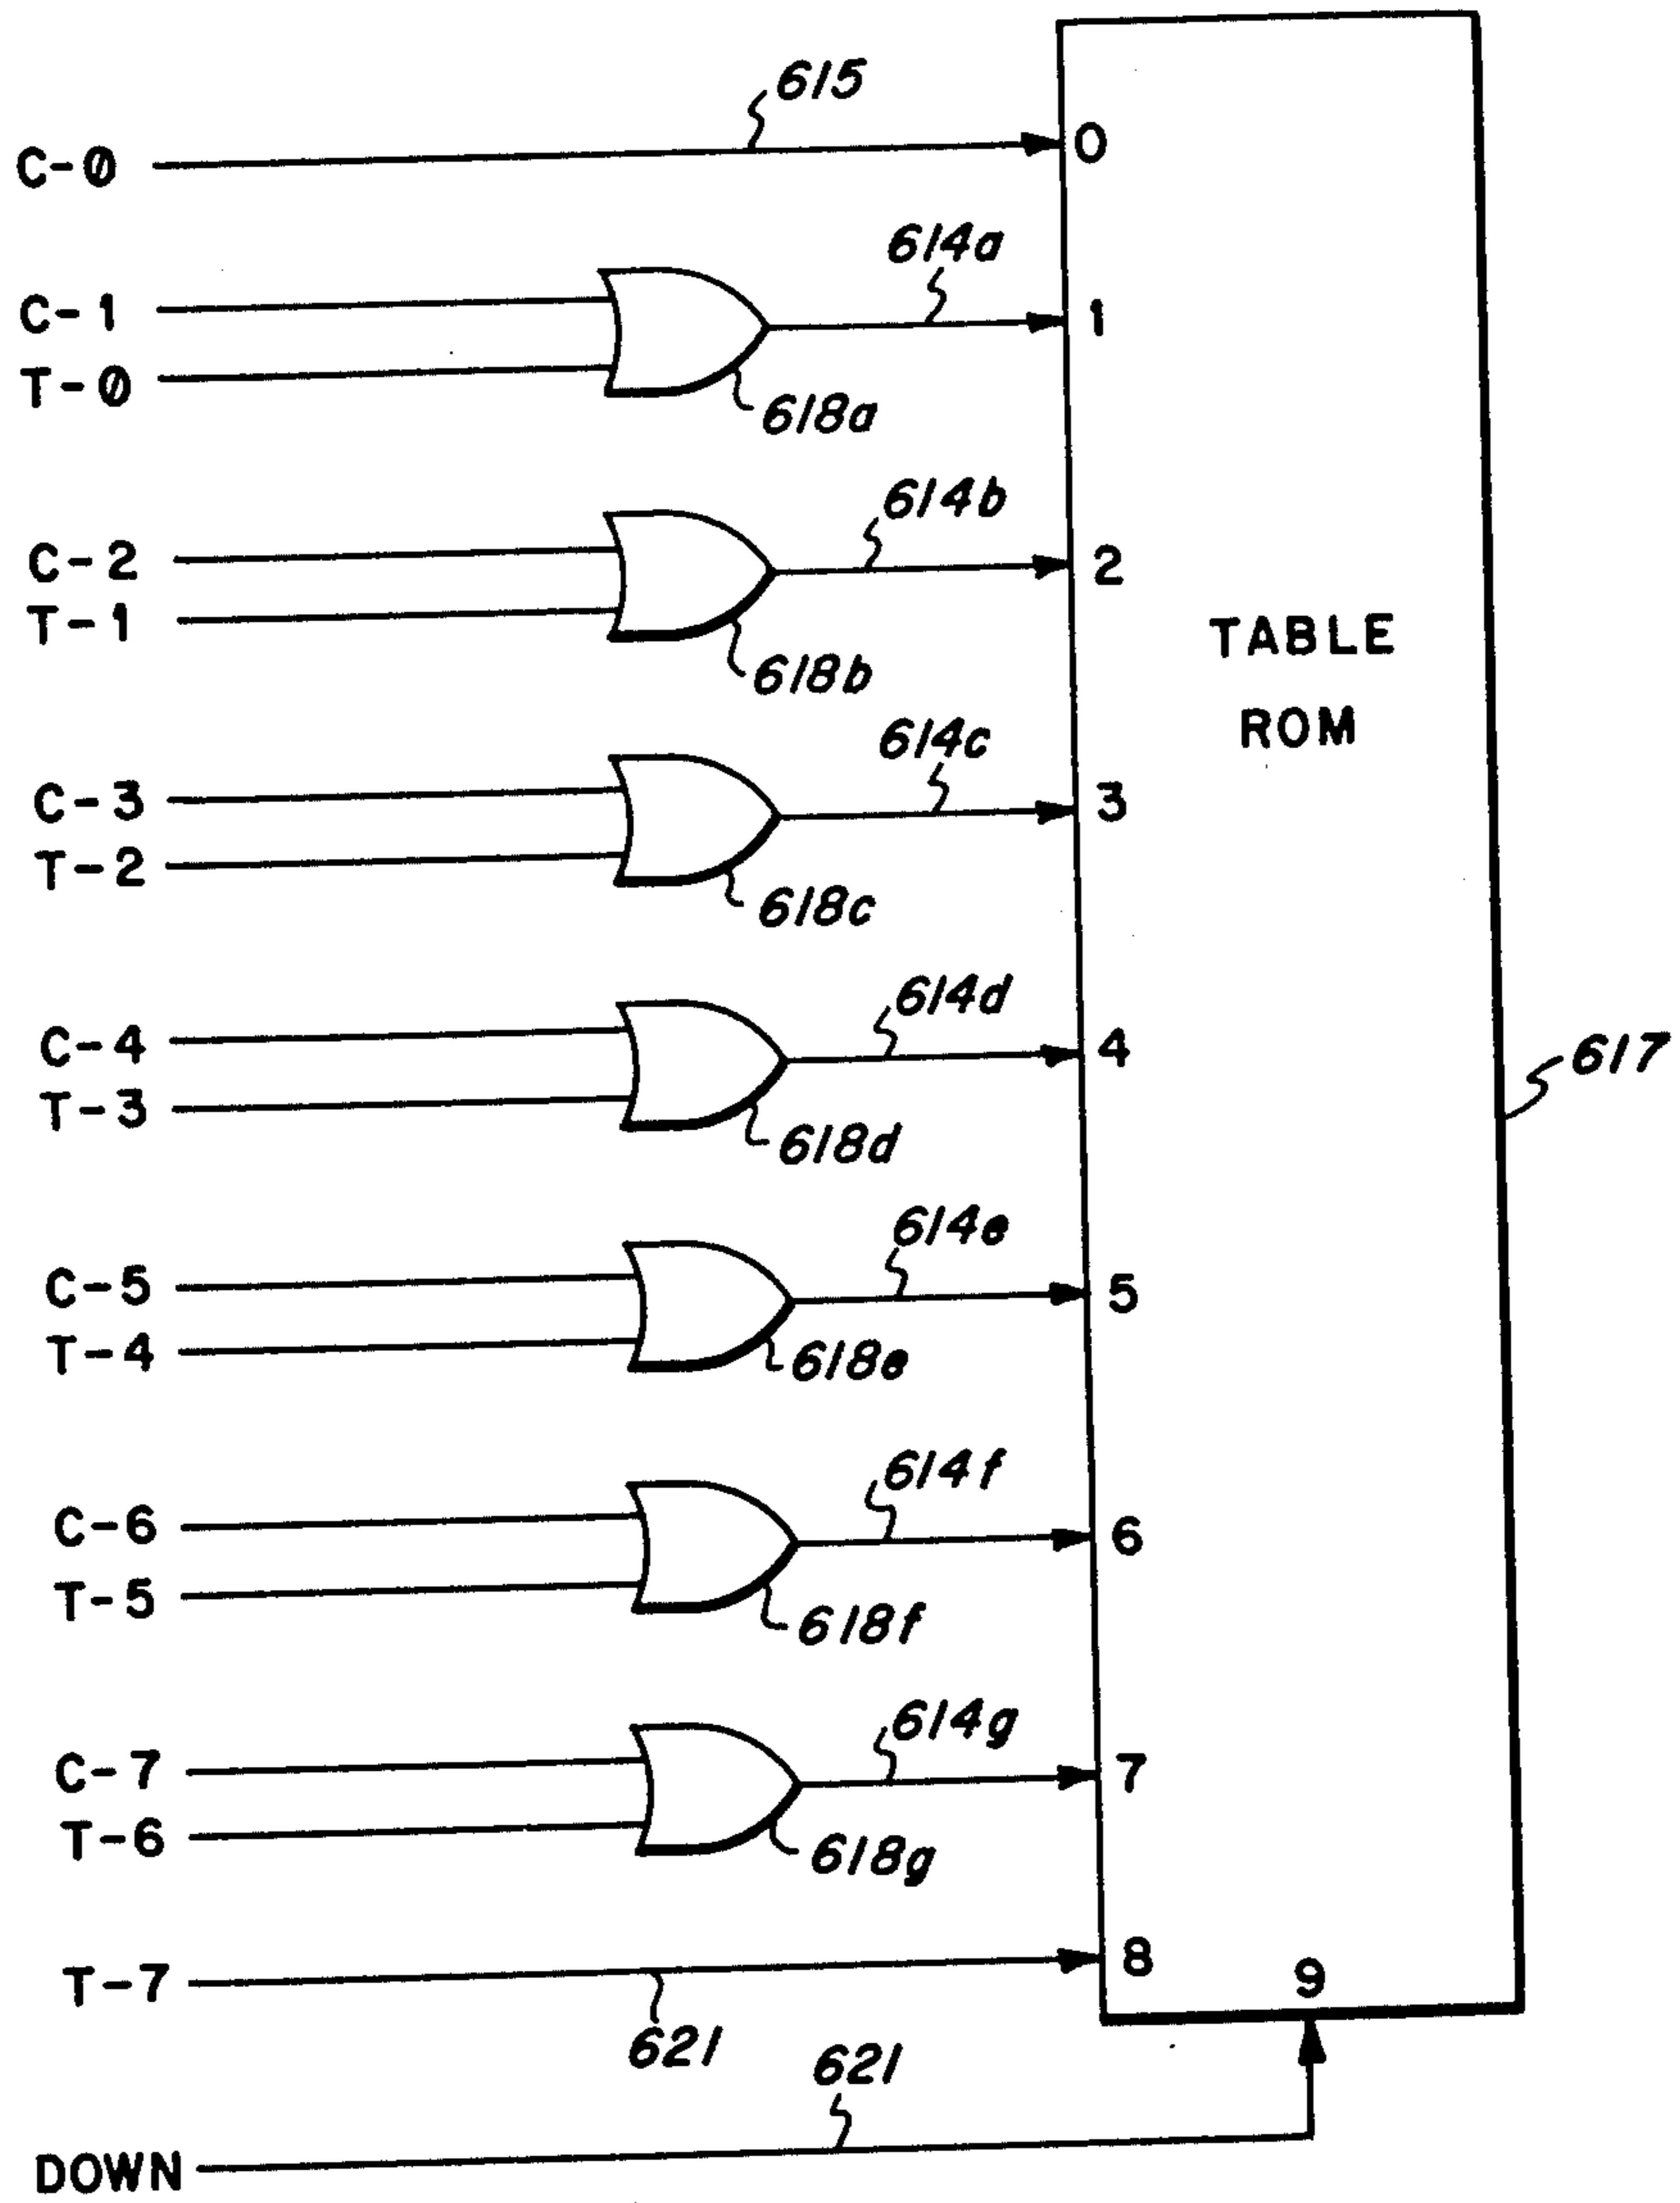 615
C-0
0
614a
C-1
1
T-0
618a
614b
C-2
2
T-1
618b
TABLE
ROM
614c
C-3
3
T-2
618c
614d
C-4
4
T-3
618d
617
614e
C-5
5
T-4
618e
614f
C-6
6
T-5
618f
614g
C-7
7
T-6
618g
T-7
8
9
621
621
DOWN